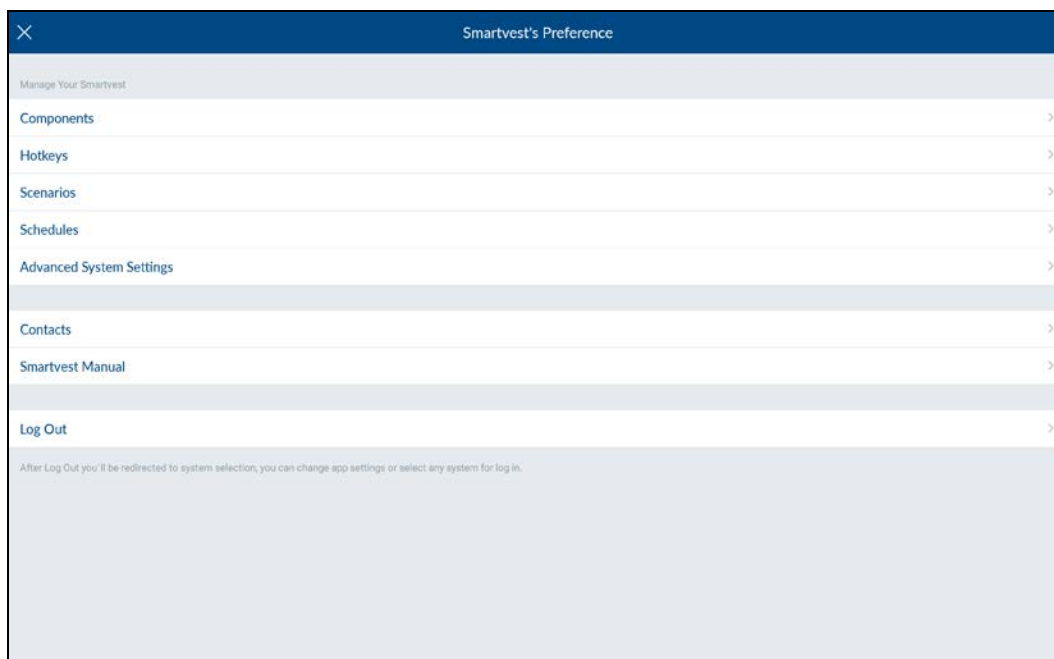 Smartvest's Preference
Manage Your Smartvest
Components
Hotkeys
Scenarios
Schedules
Advanced System Settings
Contacts
Smartvest Manual
Log Out
After Log Out you'll be redirected to system selection, you can change app settings or select any system for log in.